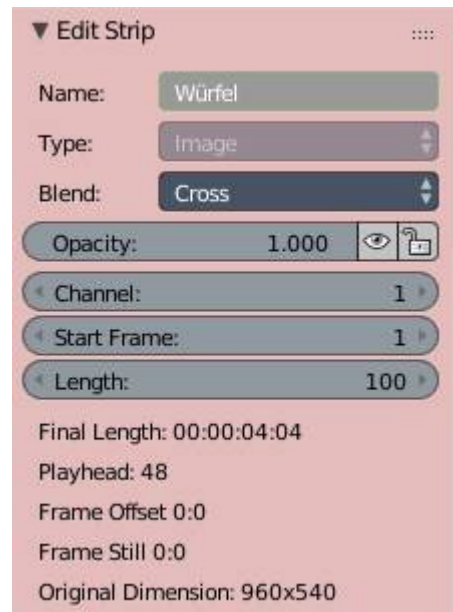 Edit Strip
Name: Würfel
Type: Image
Blend: Cross
Opacity: 1.000
Channel: 1
Start Frame: 1
Length: 100
Final Length: 00:00:04:04
Playhead: 48
Frame Offset 0:0
Frame Still 0:0
Original Dimension: 960x540